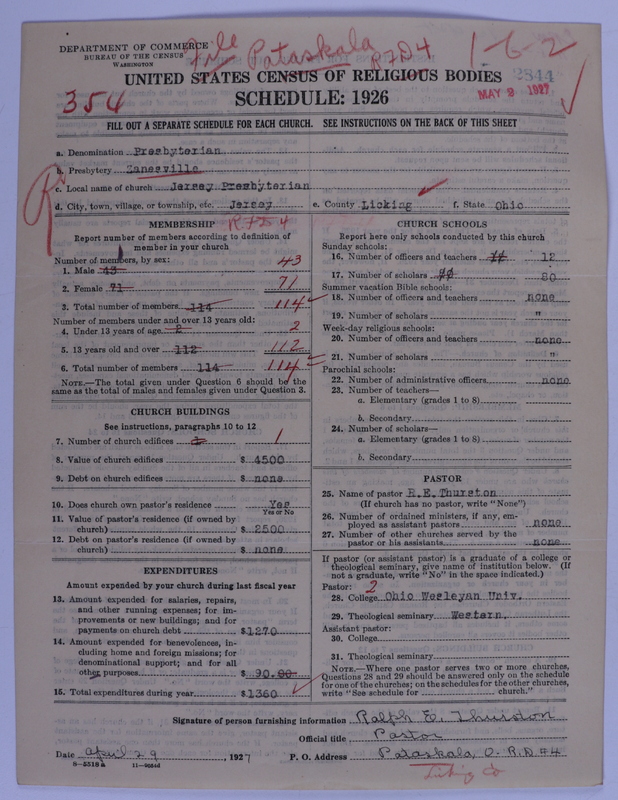 File Pataskala RFD4
1-6-2
DEPARTMENT OF COMMERCE
BUREAU OF THE CENSUS
WASHINGTON
UNITED STATES CENSUS OF RELIGIOUS BODIES
2344
354
SCHEDULE: 1926
MAY 2 1927
FILL OUT A SEPARATE SCHEDULE FOR EACH CHURCH. SEE INSTRUCTIONS ON THE BACK OF THIS SHEET
a. Denomination Presbyterian
b. Presbytery Zanesville
c. Local name of church Jersey Presbyterian
d. City, town, village, or township, etc. Jersey e. County Licking f. State Ohio
R
RFD 4
MEMBERSHIP
Report number of members according to definition of member in your church
Number of members, by sex:
1. Male 43 43
2. Female 71 71
3. Total number of members 114 114
Number of members under and over 13 years old:
4. Under 13 years of age 2 2
5. 13 years old and over 112 112
6. Total number of members 114 114
NOTE.—The total given under Question 6 should be the
same as the total of males and females given under Question 3.
CHURCH BUILDINGS
See instructions, paragraphs 10 to 12
7. Number of church edifices 1
8. Value of church edifices $ 4500
9. Debt on church edifices $ none
10. Does church own pastor's residence Yes
Yes or No
11. Value of pastor's residence (if owned by
church) $ 2500
12. Debt on pastor's residence (if owned by
church) $ none
EXPENDITURES
Amount expended by your church during last fiscal year
13. Amount expended for salaries, repairs,
and other running expenses; for im-
provements or new buildings; and for
payments on church debt $1270
14. Amount expended for benevolences, in-
cluding home and foreign missions; for
denominational support; and for all
other purposes $ 90.00
15. Total expenditures during year $1360
CHURCH SCHOOLS
Report here only schools conducted by this church
Sunday schools:
16. Number of officers and teachers 12
17. Number of scholars 80
Summer vacation Bible schools:
18. Number of officers and teachers none
19. Number of scholars "
Week-day religious schools:
20. Number of officers and teachers none
21. Number of scholars "
Parochial schools:
22. Number of administrative officers none
23. Number of teachers—
a. Elementary (grades 1 to 8)
b. Secondary
24. Number of scholars—
a. Elementary (grades 1 to 8)
b. Secondary
PASTOR
25. Name of pastor R.E.Thurston
(If church has no pastor, write "None")
26. Number of ordained ministers, if any, em-
ployed as assistant pastors none
27. Number of other churches served by the
pastor or his assistants none
If pastor (or assistant pastor) is a graduate of a college or
theological seminary, give name of institution below. (If
not a graduate, write "No" in the space indicated.)
Pastor: 2
28. College Ohio Wesleyan Univ.
29. Theological seminary Western.
Assistant pastor:
30. College
31. Theological seminary
NOTE.—Where one pastor serves two or more churches,
Questions 28 and 29 should be answered only on the schedule
for one of the churches; on the schedules for the other churches,
write "See schedule for church."
Signature of person furnishing information Ralph E. Thurston
Official title Pastor
Date April 29, 1927 P. O. Address Pataskala, O. R.D.#4
8-5518a 11-9684d
Licking Co